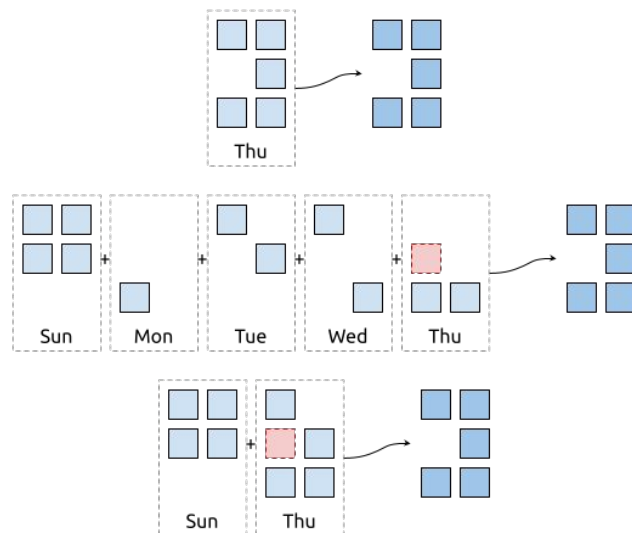 Thu
+ + + +
Sun Mon Tue Wed Thu
+
Sun Thu